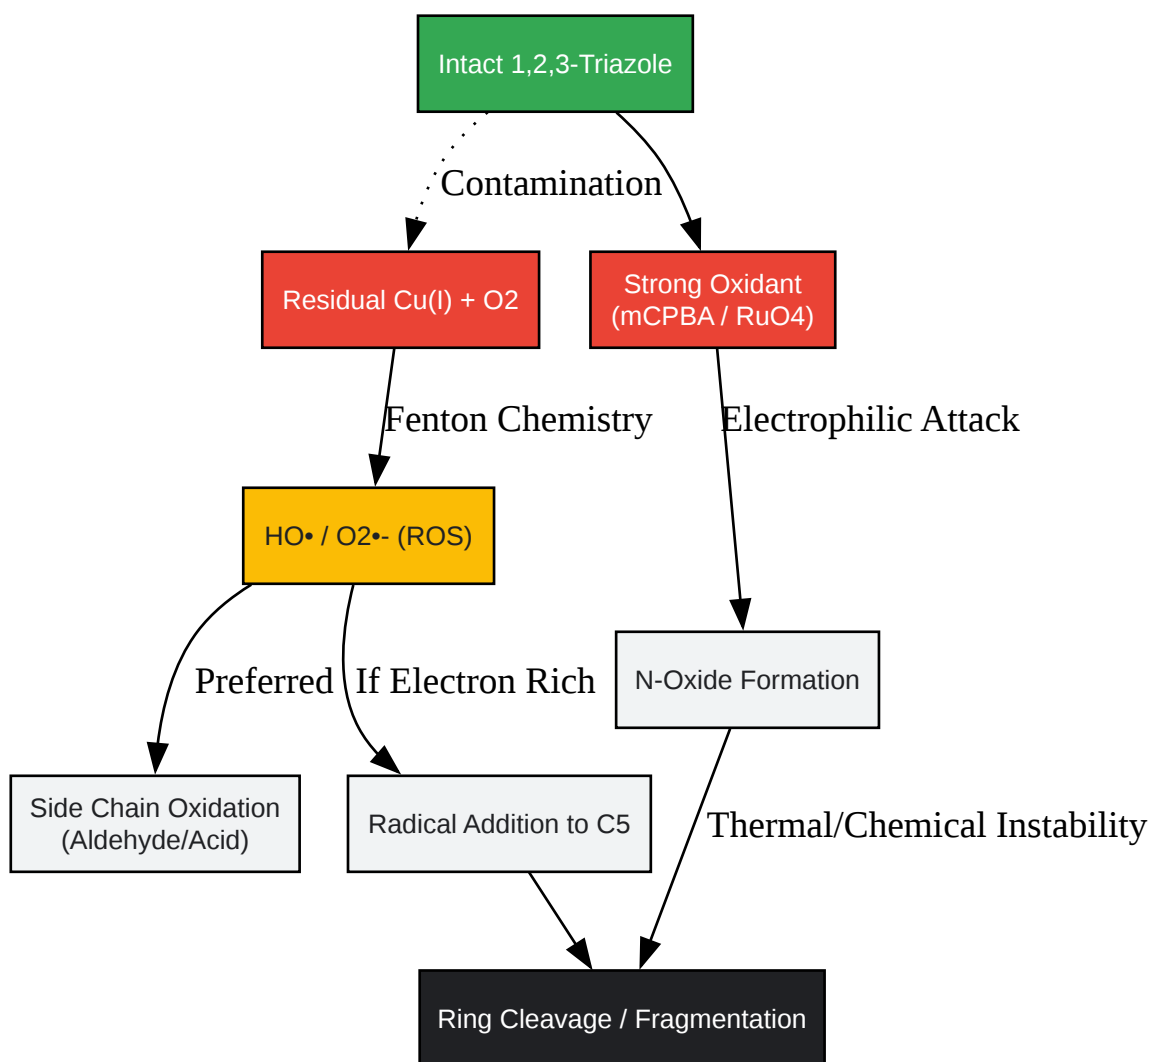 Intact 1,2,3-Triazole
Contamination
Residual Cu(I) + O2
Strong Oxidant
(mCPBA / RuO4)
Fenton Chemistry
Electrophilic Attack
HO• / O2•- (ROS)
Preferred
If Electron Rich
N-Oxide Formation
Side Chain Oxidation
(Aldehyde/Acid)
Radical Addition to C5
Thermal/Chemical Instability
Ring Cleavage / Fragmentation